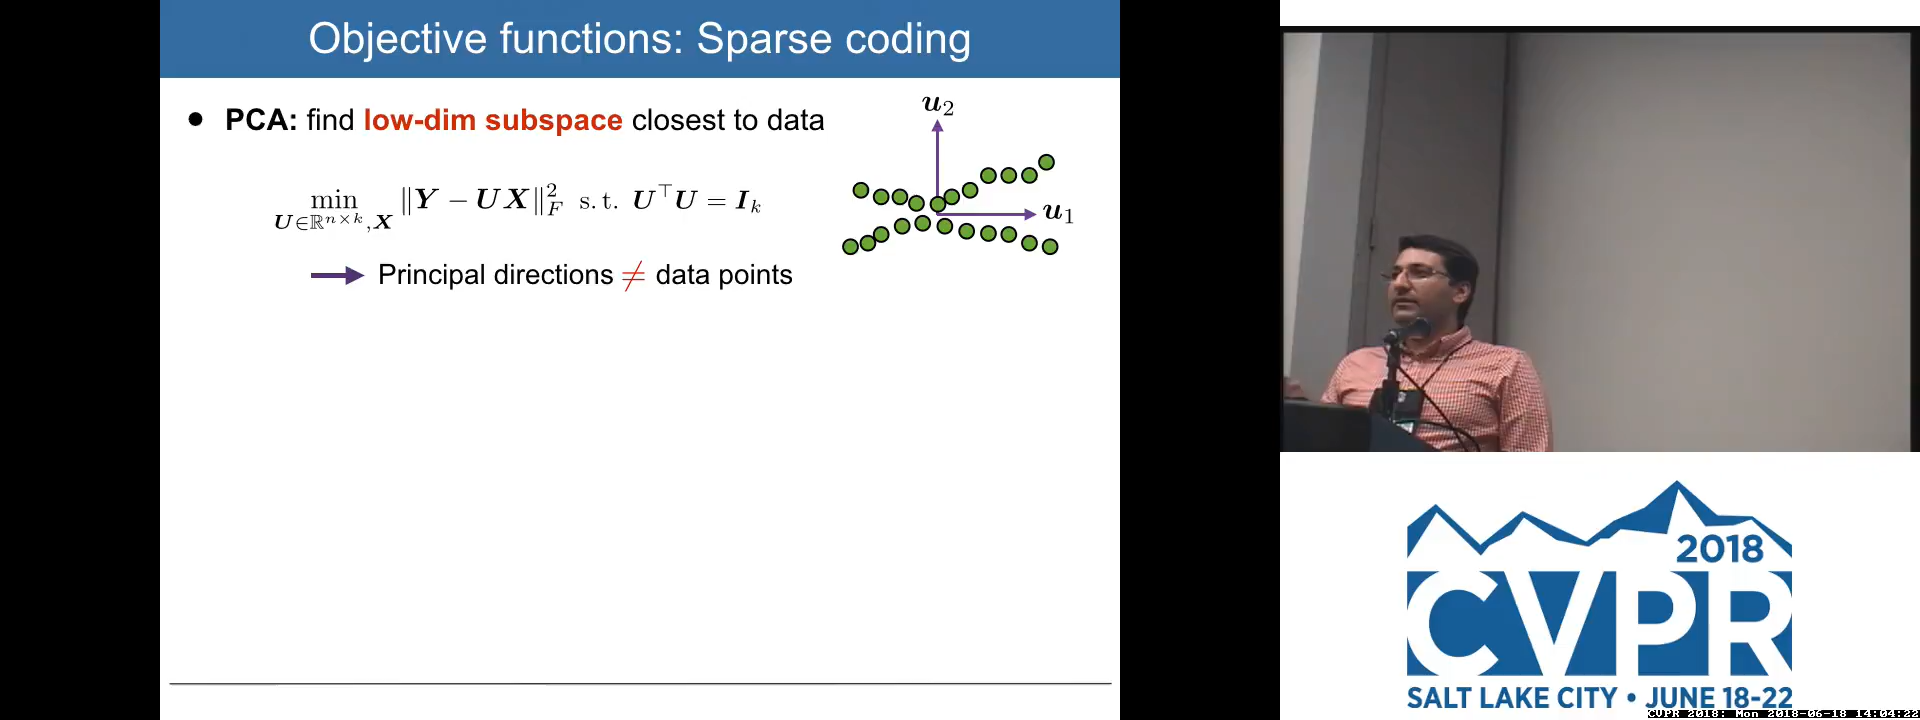 Objective functions: Sparse coding
● PCA: find low-dim subspace closest to data
u₂
min ‖Y − UX‖²_F s.t. U⊤U = I_k
U∈ℝⁿˣᵏ,X
u₁
Principal directions ≠ data points
2018
CVPR
SALT LAKE CITY • JUNE 18-22
CVPR 2018: Mon 2018-06-18 14:04:22